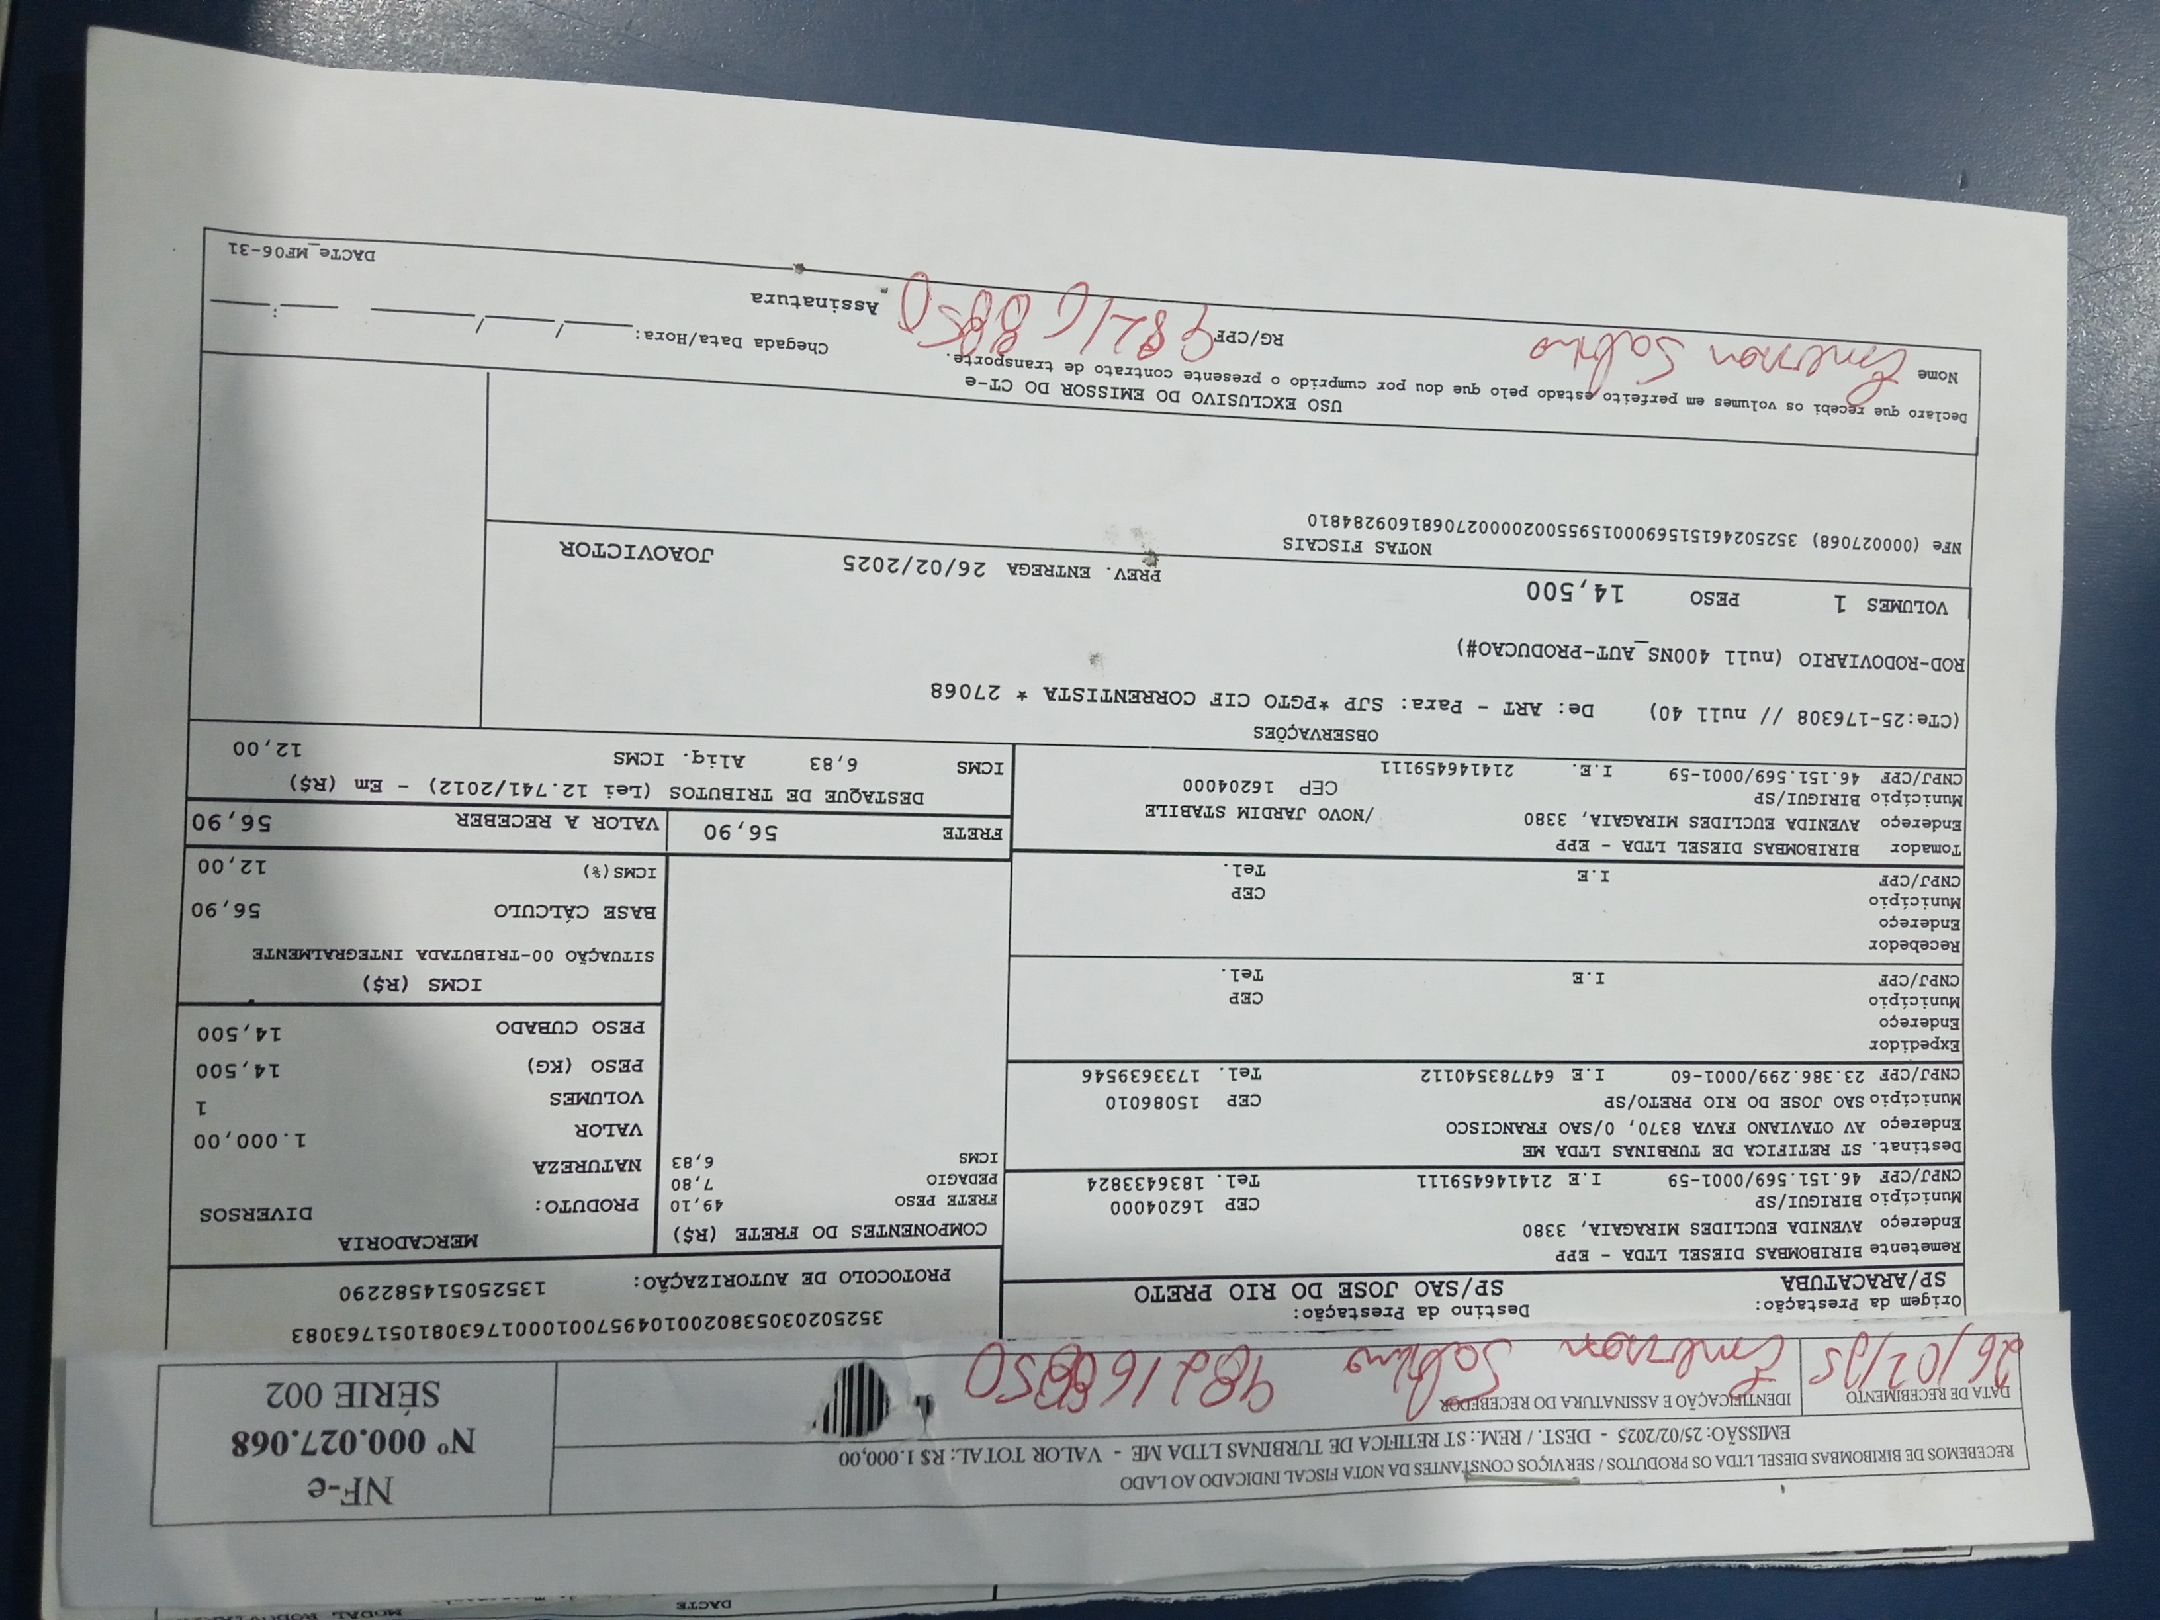 RECEBEMOS DE BIRIBOMBAS DIESEL LTDA OS PRODUTOS / SERVIÇOS CONSTANTES DA NOTA FISCAL INDICADO AO LADO
EMISSÃO: 25/02/2025 - DEST. / REM.: ST RETIFICA DE TURBINAS LTDA ME - VALOR TOTAL: R$ 1.000,00
DATA DE RECEBIMENTO
26/02/25
IDENTIFICAÇÃO E ASSINATURA DO RECEBEDOR
Emerson Sabino
NF-e
Nº 000.027.068
SÉRIE 002
Origem da Prestação:
SP/ARACATUBA
Destino da Prestação:
SP/SAO JOSE DO RIO PRETO
Remetente BIRIBOMBAS DIESEL LTDA - EPP
Endereço AVENIDA EUCLIDES MIRAGAIA, 3380
Município BIRIGUI/SP CEP 16204000
CNPJ/CPF 46.151.569/0001-59 I.E 214146459111 Tel. 1836433824
Destinat. ST RETIFICA DE TURBINAS LTDA ME
Endereço AV OTAVIANO FAVA 8370, 0/SAO FRANCISCO
Município SAO JOSE DO RIO PRETO/SP CEP 15086010
CNPJ/CPF 23.386.299/0001-60 I.E 647783540112 Tel. 1733639546
Expedidor
Endereço
Município CEP
CNPJ/CPF I.E Tel.
Recebedor
Endereço
Município CEP
CNPJ/CPF I.E Tel.
Tomador BIRIBOMBAS DIESEL LTDA - EPP
Endereço AVENIDA EUCLIDES MIRAGAIA, 3380 /NOVO JARDIM STABILE
Município BIRIGUI/SP CEP 16204000
CNPJ/CPF 46.151.569/0001-59 I.E. 214146459111
PROTOCOLO DE AUTORIZAÇÃO: 135250514582290
COMPONENTES DO FRETE (R$)
FRETE PESO 49,10
PEDAGIO 7,80
ICMS 6,83
MERCADORIA
PRODUTO: DIVERSOS
NATUREZA
VALOR 1.000,00
VOLUMES 1
PESO (KG) 14,500
PESO CUBADO 14,500
ICMS (R$)
SITUAÇÃO 00-TRIBUTADA INTEGRALMENTE
BASE CÁLCULO 56,90
ICMS(%) 12,00
FRETE 56,90 VALOR A RECEBER 56,90
DESTAQUE DE TRIBUTOS (Lei 12.741/2012) - Em (R$)
ICMS 6,83 Aliq. ICMS 12,00
OBSERVAÇÕES
(CTe:25-176308 // null 40) De: ART - Para: SJP *PGTO CIF CORRENTISTA * 27068
ROD-RODOVIARIO (null 400NS_AUT-PRODUCAO#)
VOLUMES 1 PESO 14,500 PREV. ENTREGA 26/02/2025 JOAOVICTOR
NOTAS FISCAIS
NFe (000027068)
USO EXCLUSIVO DO EMISSOR DO CT-e
Declaro que recebi os volumes em perfeito estado pelo que dou por cumprido o presente contrato de transporte.
Nome Emerson Sabino RG/CPF
Assinatura
Chegada Data/Hora: ____/____/______ ____:____
DACTe_MF06-31
DACTE